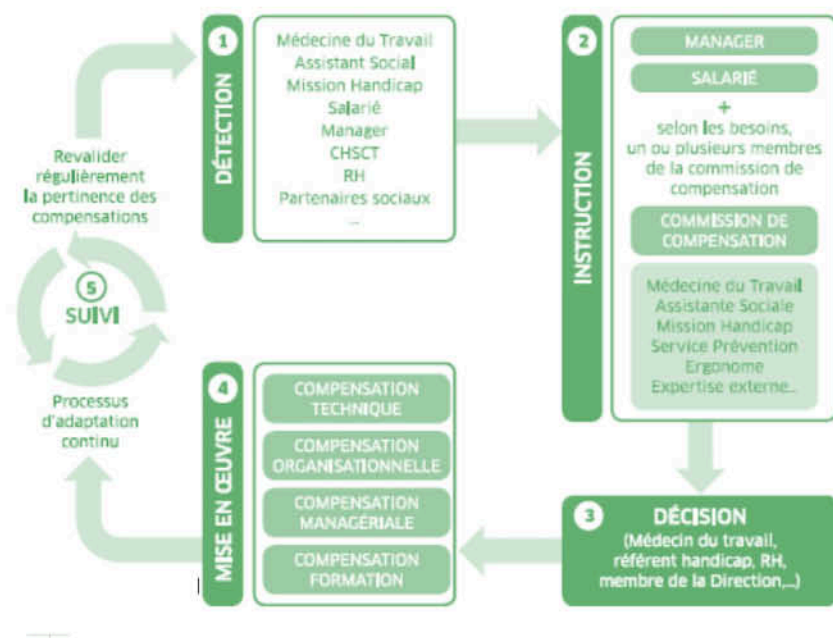 1
DÉTECTION
Médecine du Travail
Assistant Social
Mission Handicap
Salarié
Manager
CHSCT
RH
Partenaires sociaux
...
2
INSTRUCTION
MANAGER
SALARIÉ
+
selon les besoins,
un ou plusieurs membres
de la commission de
compensation
COMMISSION DE
COMPENSATION
Médecine du Travail
Assistante Sociale
Mission Handicap
Service Prévention
Ergonome
Expertise externe...
3
DÉCISION
(Médecin du travail,
référent handicap, RH,
membre de la Direction,...)
4
MISE EN ŒUVRE
COMPENSATION
TECHNIQUE
COMPENSATION
ORGANISATIONNELLE
COMPENSATION
MANAGÉRIALE
COMPENSATION
FORMATION
Processus
d'adaptation
continu
5
SUIVI
Revalider
régulièrement
la pertinence des
compensations